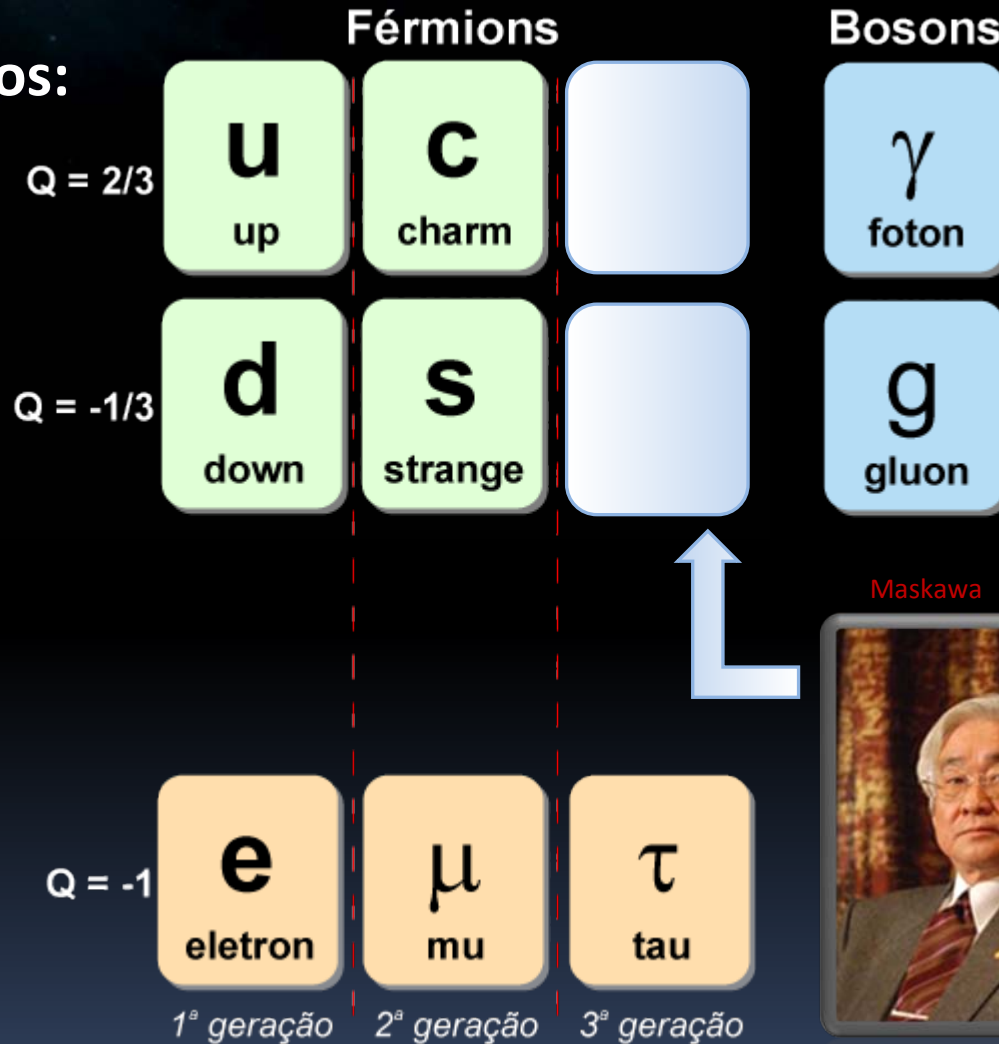 Férmions
Bosons
os:
Q = 2/3
u
up
c
charm
γ
foton
Q = -1/3
d
down
s
strange
g
gluon
Maskawa
Q = -1
e
eletron
μ
mu
τ
tau
1ª geração
2ª geração
3ª geração